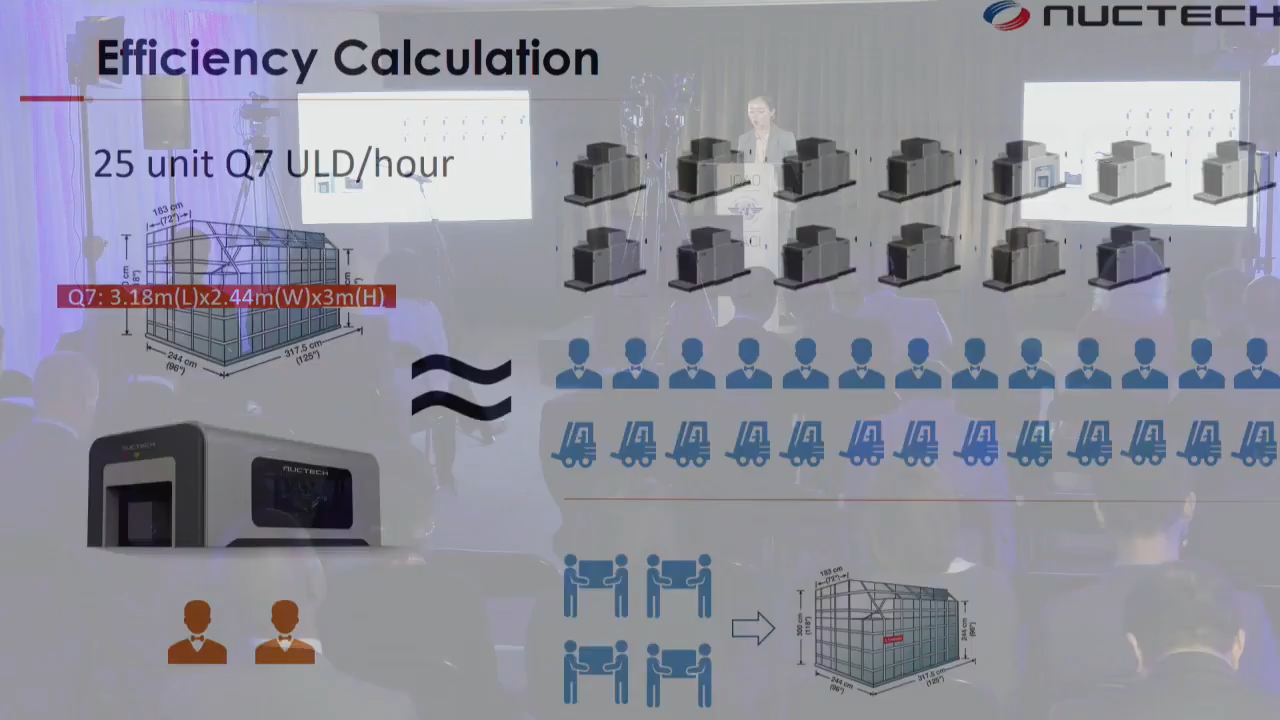 NUCTECH
Efficiency Calculation
25 unit Q7 ULD/hour
183 cm
(72")
Q7: 3.18m(L)x2.44m(W)x3m(H)
244 cm
(96")
317.5 cm
(125")
NUCTECH
NUCTECH
ICAO
183 cm
(72")
300 cm
(118")
244 cm
(96")
244 cm
(96")
317.5 cm
(125")